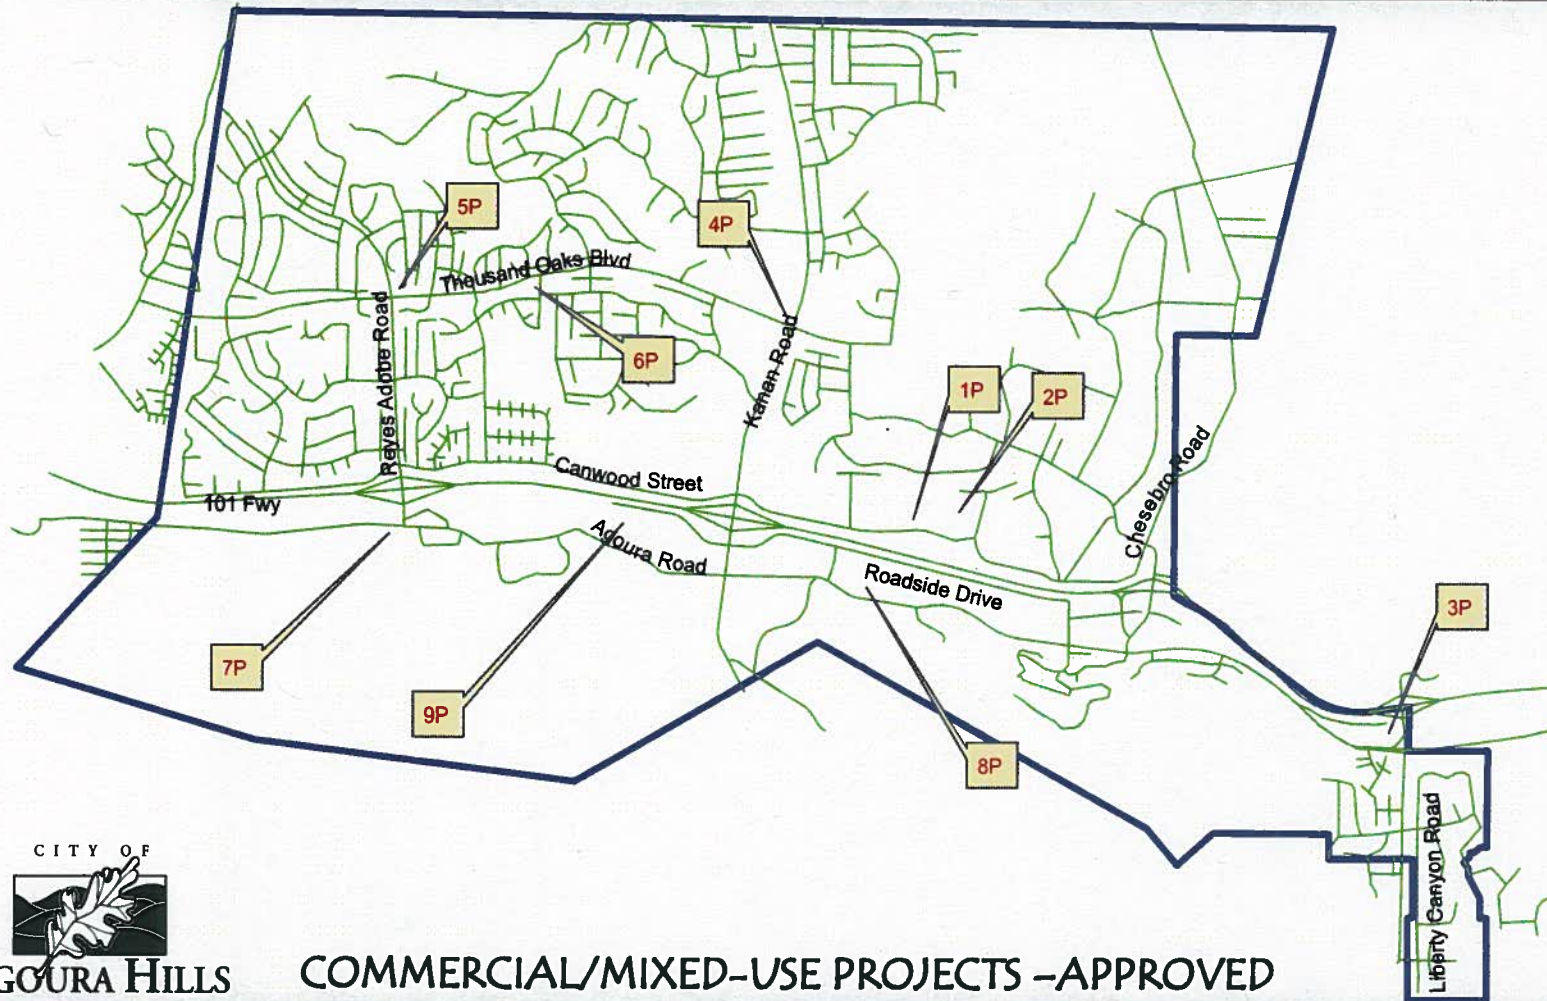 5P
4P
Thousand Oaks Blvd
Reyes Adobe Road
6P
Kanan Road
1P
2P
Canwood Street
101 Fwy
Chesebro Road
Agoura Road
Roadside Drive
3P
7P
9P
8P
Liberty Canyon Road
CITY OF
GOURA HILLS
COMMERCIAL/MIXED-USE PROJECTS -APPROVED